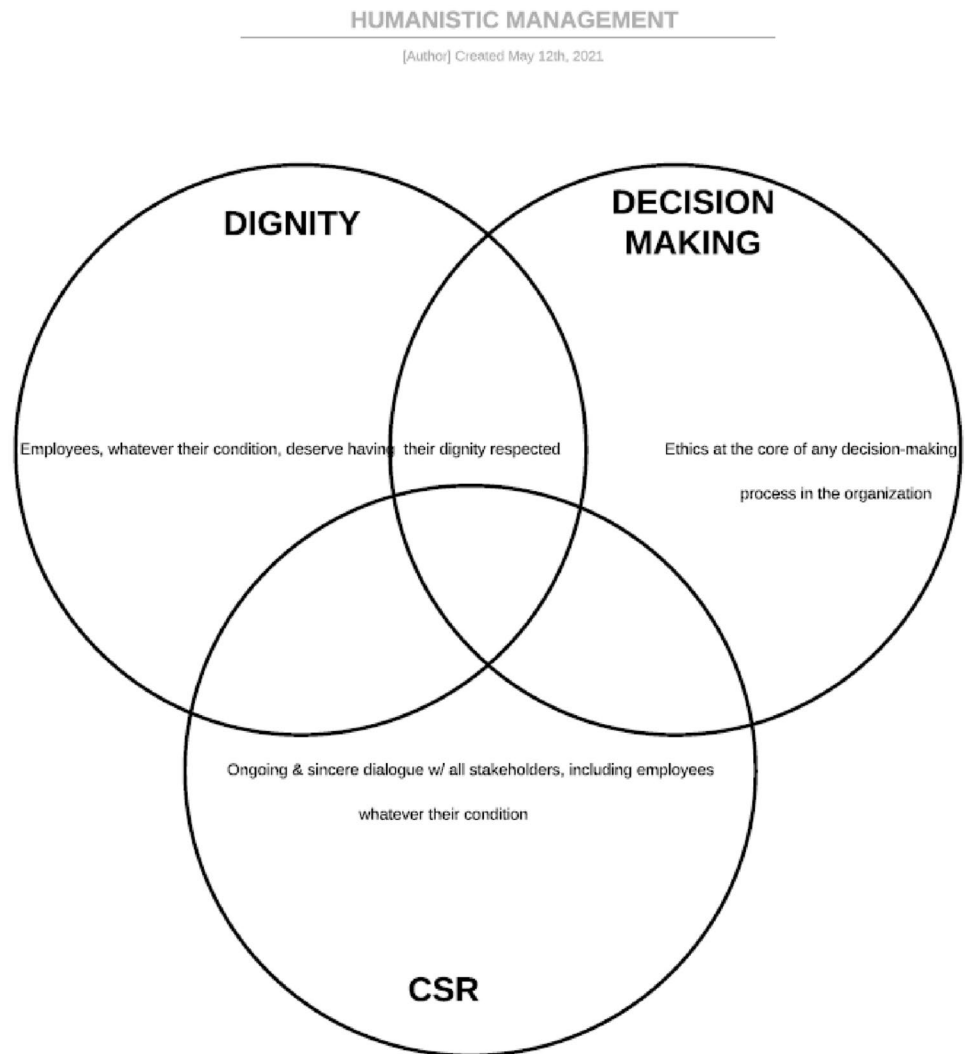 HUMANISTIC MANAGEMENT
[Author] Created May 12th, 2021
DIGNITY
DECISION
MAKING
Employees, whatever their condition, deserve having their dignity respected
Ethics at the core of any decision-making
process in the organization
Ongoing & sincere dialogue w/ all stakeholders, including employees
whatever their condition
CSR